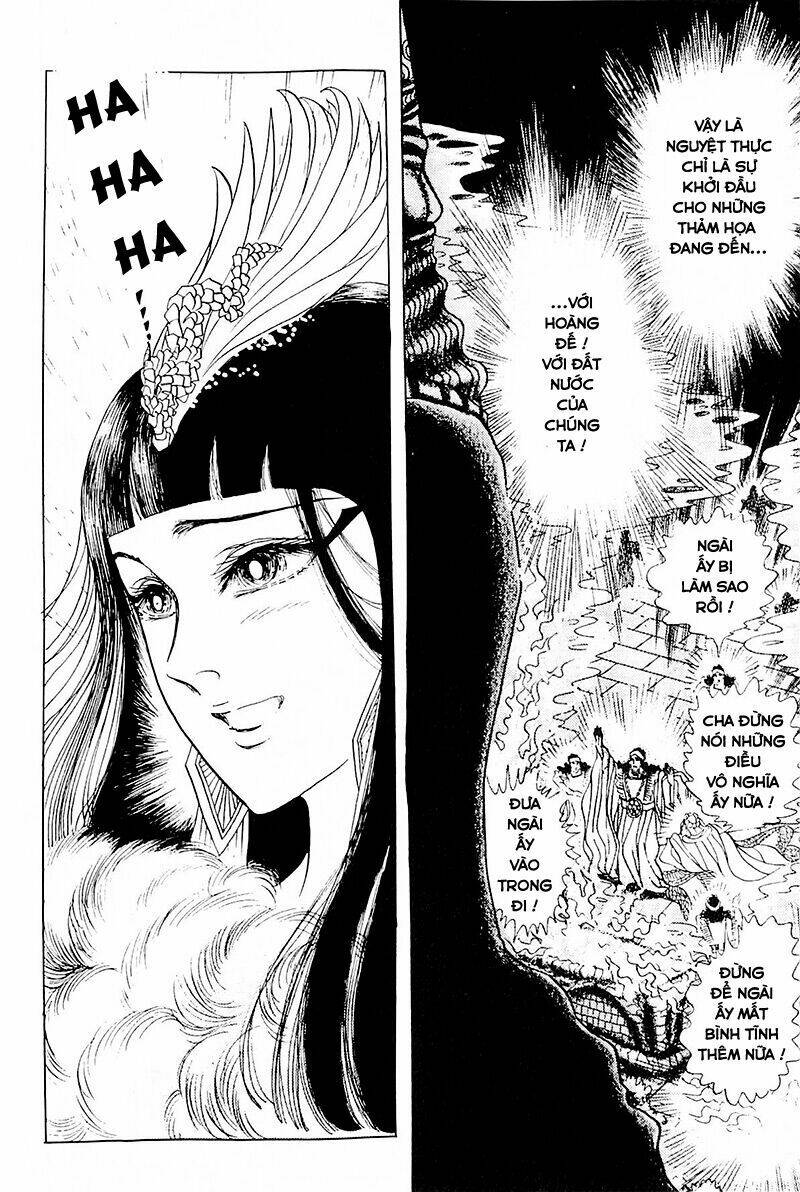 VẬY LÀ
NGUYỆT THỰC
CHỈ LÀ SỰ
KHỞI ĐẦU
CHO NHỮNG
THẢM HỌA
ĐANG ĐẾN...
...VỚI
HOÀNG
ĐẾ !
VỚI ĐẤT
NƯỚC
CỦA
CHÚNG
TA !
NGÀI
ẤY BỊ
LÀM SAO
RỒI !
CHA ĐỪNG
NÓI NHỮNG
ĐIỀU
VÔ NGHĨA
ẤY NỮA !
ĐƯA
NGÀI
ẤY
VÀO
TRONG
ĐI !
ĐỪNG
ĐỂ NGÀI
ẤY MẤT
BÌNH TĨNH
THÊM NỮA !
HA
HA
HA